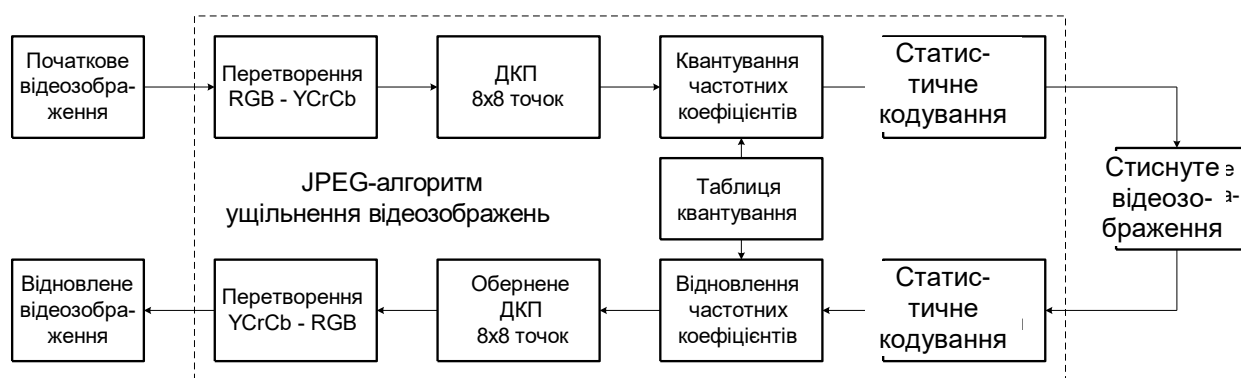 Початкове
відеозобра-
ження
Перетворення
RGB - YCrCb
ДКП
8x8 точок
Квантування
частотних
коефіцієнтів
Статис-
тичне
кодування
JPEG-алгоритм
ущільнення відеозображень
Таблиця
квантування
Стиснуте
відеозо-
браження
Відновлене
відеозобра-
ження
Перетворення
YCrCb - RGB
Обернене
ДКП
8x8 точок
Відновлення
частотних
коефіцієнтів
Статис-
тичне
кодування